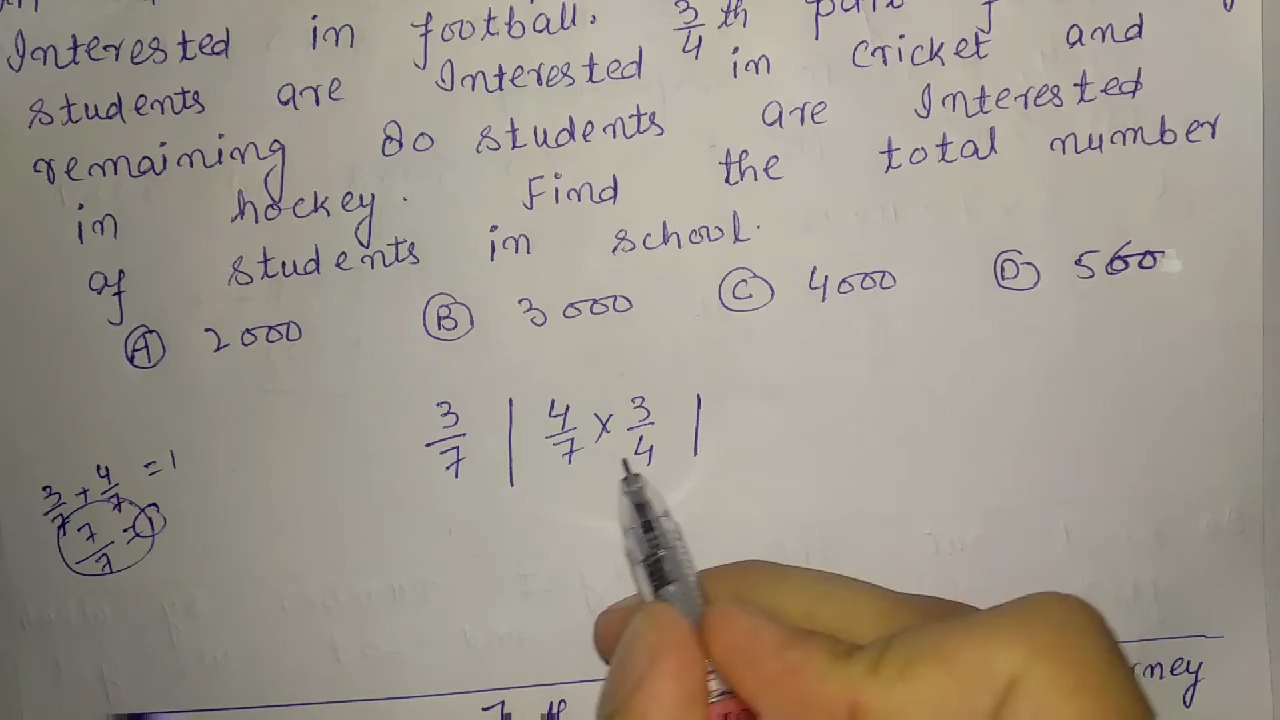 Interested in football. 3/4 th
students are Interested in cricket and
remaining 80 students are Interested
in hockey. Find the total number
of students in school.
(A) 2000 (B) 3000 (C) 4000 (D) 560
3/7 | 4/7 × 3/4 |
3/7 + 4/7 = 1
7/7 = 1